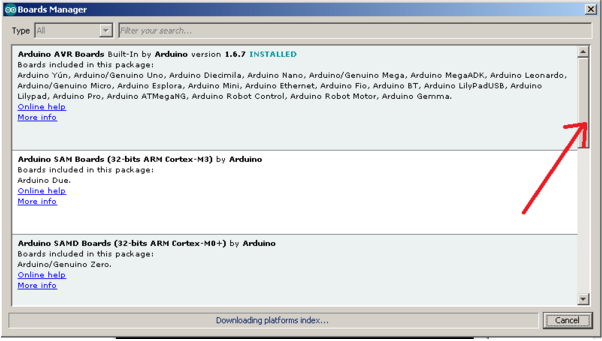 Boards Manager
Type All Filter your search...
Arduino AVR Boards Built-In by Arduino version 1.6.7 INSTALLED
Boards included in this package:
Arduino Yún, Arduino/Genuino Uno, Arduino Diecimila, Arduino Nano, Arduino/Genuino Mega, Arduino MegaADK, Arduino Leonardo,
Arduino/Genuino Micro, Arduino Esplora, Arduino Mini, Arduino Ethernet, Arduino Fio, Arduino BT, Arduino LilyPadUSB, Arduino
Lilypad, Arduino Pro, Arduino ATMegaNG, Arduino Robot Control, Arduino Robot Motor, Arduino Gemma.
Online help
More info
Arduino SAM Boards (32-bits ARM Cortex-M3) by Arduino
Boards included in this package:
Arduino Due.
Online help
More info
Arduino SAMD Boards (32-bits ARM Cortex-M0+) by Arduino
Boards included in this package:
Arduino/Genuino Zero.
Online help
More info
Downloading platforms index...
Cancel